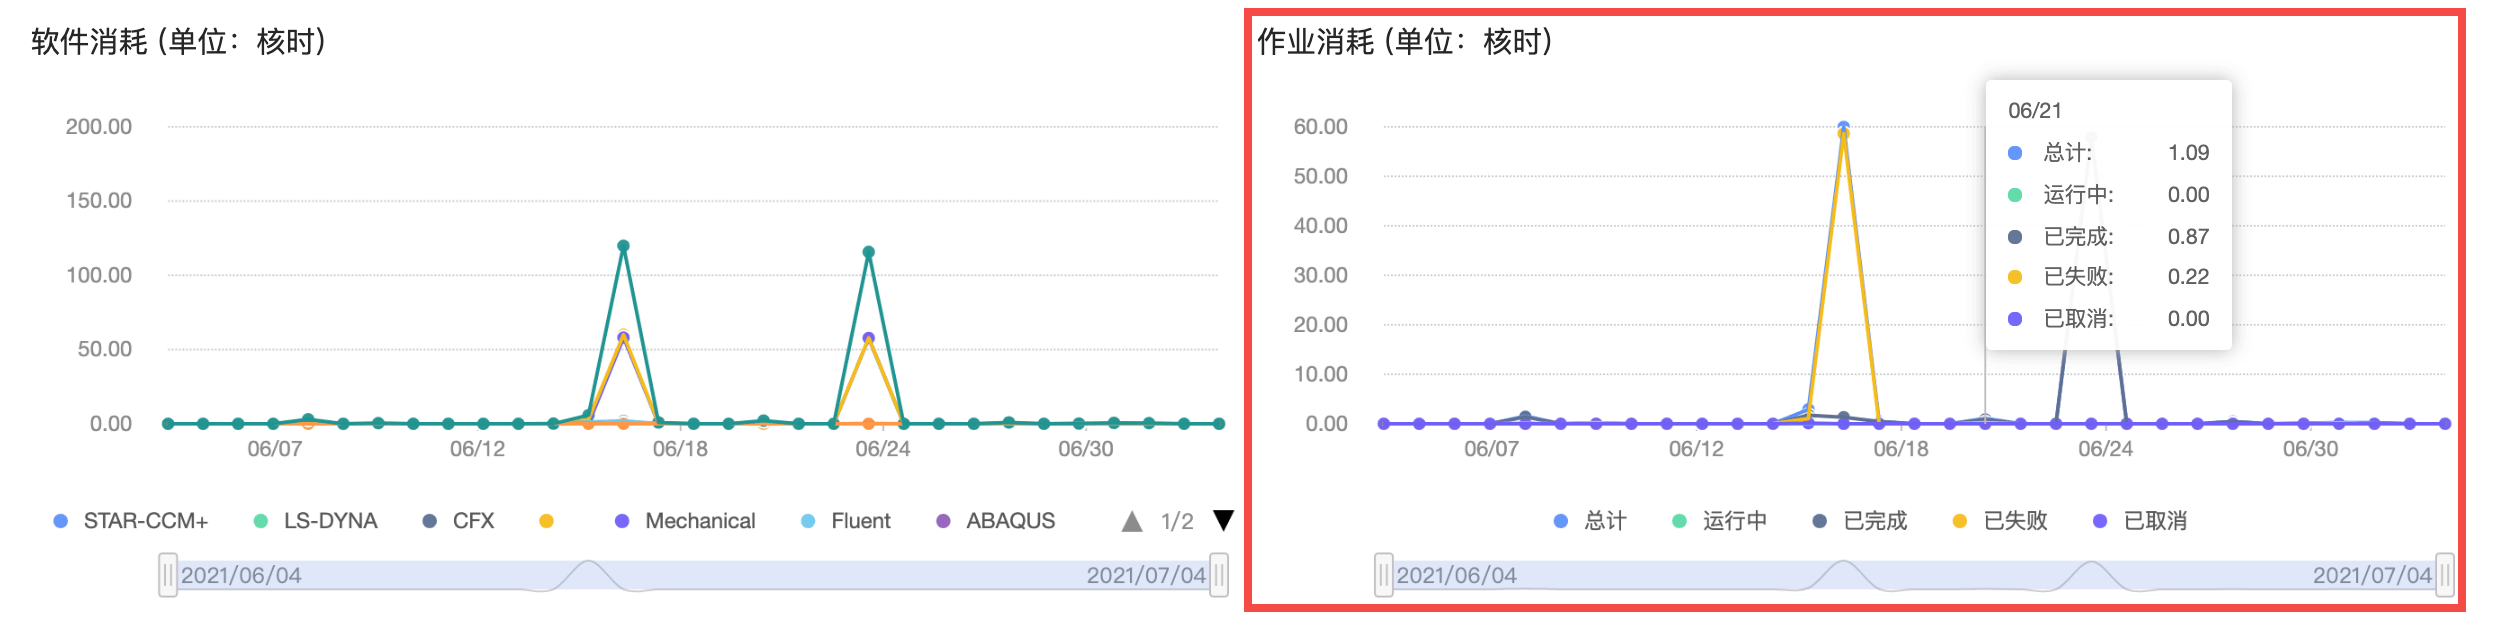 软件消耗 (单位：核时)
200.00
150.00
100.00
50.00
0.00
06/07 06/12 06/18 06/24 06/30
STAR-CCM+ LS-DYNA CFX Mechanical Fluent ABAQUS 1/2
2021/06/04 2021/07/04
作业消耗 (单位：核时)
60.00
50.00
40.00
30.00
20.00
10.00
0.00
06/21
总计: 1.09
运行中: 0.00
已完成: 0.87
已失败: 0.22
已取消: 0.00
06/07 06/12 06/18 06/24 06/30
总计 运行中 已完成 已失败 已取消
2021/06/04 2021/07/04